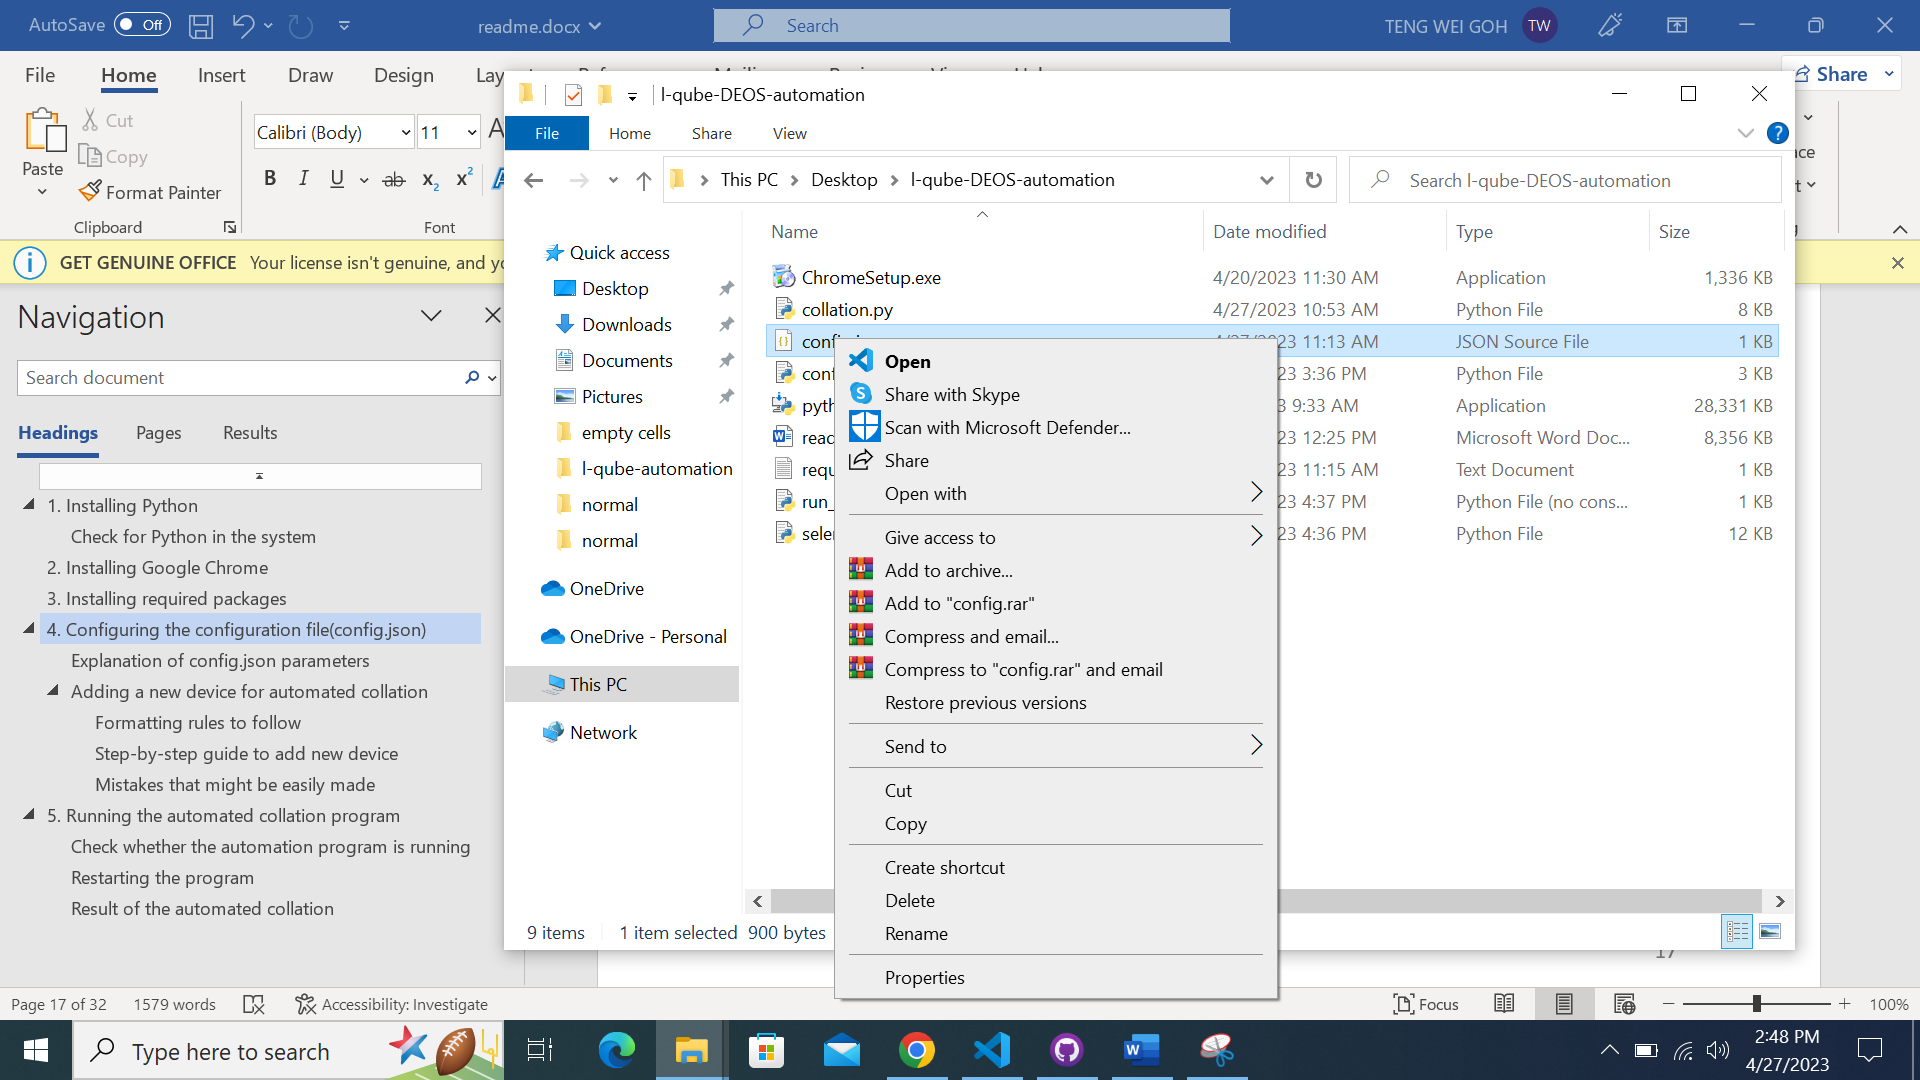 AutoSave Off readme.docx Search TENG WEI GOH TW
File Home Insert Draw Design Share
Paste Cut Copy Format Painter
Clipboard
Calibri (Body) 11
B I U ab x2 x2
Font
GET GENUINE OFFICE Your license isn't genuine, and
Navigation
Search document
Headings Pages Results
1. Installing Python
Check for Python in the system
2. Installing Google Chrome
3. Installing required packages
4. Configuring the configuration file(config.json)
Explanation of config.json parameters
Adding a new device for automated collation
Formatting rules to follow
Step-by-step guide to add new device
Mistakes that might be easily made
5. Running the automated collation program
Check whether the automation program is running
Restarting the program
Result of the automated collation
l-qube-DEOS-automation
File Home Share View
This PC Desktop l-qube-DEOS-automation
Search l-qube-DEOS-automation
Quick access
Desktop
Downloads
Documents
Pictures
empty cells
l-qube-automation
normal
normal
OneDrive
OneDrive - Personal
This PC
Network
Name Date modified Type Size
ChromeSetup.exe 4/20/2023 11:30 AM Application 1,336 KB
collation.py 4/27/2023 10:53 AM Python File 8 KB
11:13 AM JSON Source File 1 KB
3:36 PM Python File 3 KB
9:33 AM Application 28,331 KB
12:25 PM Microsoft Word Doc... 8,356 KB
11:15 AM Text Document 1 KB
4:37 PM Python File (no cons... 1 KB
4:36 PM Python File 12 KB
Open
Share with Skype
Scan with Microsoft Defender...
Share
Open with
Give access to
Add to archive...
Add to "config.rar"
Compress and email...
Compress to "config.rar" and email
Restore previous versions
Send to
Cut
Copy
Create shortcut
Delete
Rename
Properties
9 items 1 item selected 900 bytes
17
Page 17 of 32 1579 words Accessibility: Investigate Focus 100%
Type here to search
2:48 PM
4/27/2023